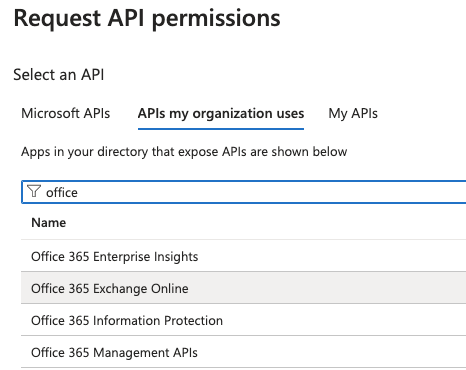 Request API permissions
Select an API
Microsoft APIs APIs my organization uses My APIs
Apps in your directory that expose APIs are shown below
office
Name
Office 365 Enterprise Insights
Office 365 Exchange Online
Office 365 Information Protection
Office 365 Management APIs